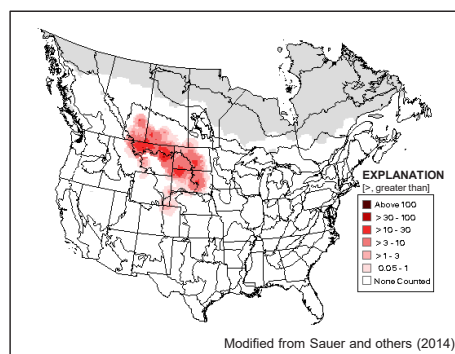 EXPLANATION
[>, greater than]
Above 100
> 30 - 100
> 10 - 30
> 3 - 10
> 1 - 3
0.05 - 1
None Counted
Modified from Sauer and others (2014)